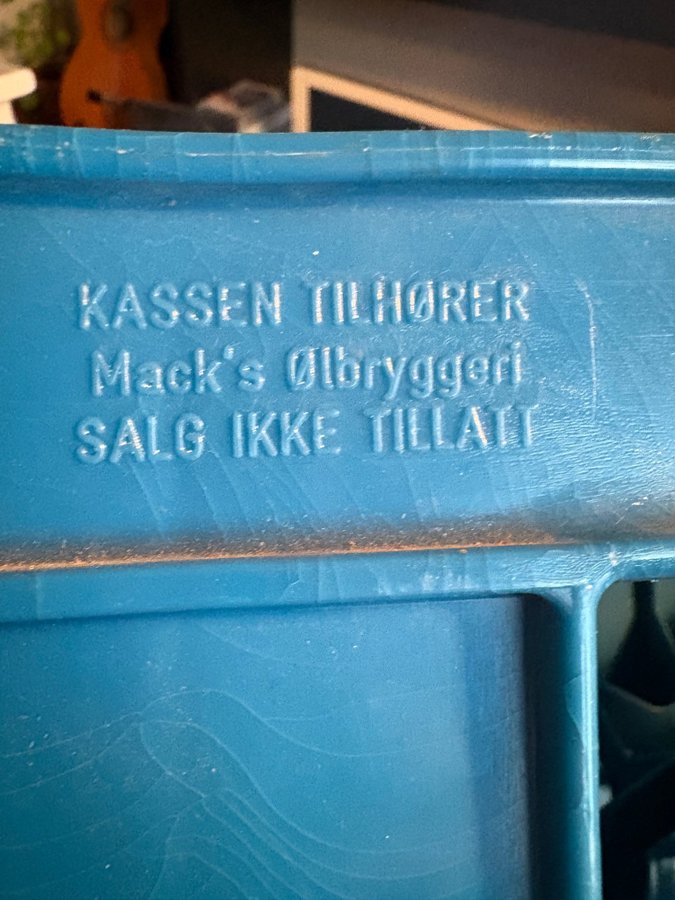 KASSEN TILHØRER
Mack's Ølbryggeri
SALG IKKE TILLATT